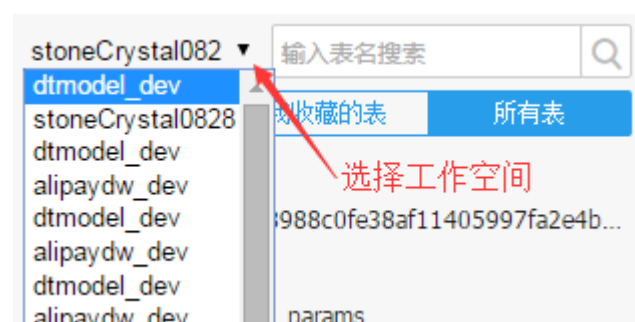 stoneCrystal082 ▼ 输入表名搜索
dtmodel_dev
stoneCrystal0828 收藏的表 所有表
dtmodel_dev
alipaydw_dev 选择工作空间
dtmodel_dev 988c0fe38af11405997fa2e4b...
alipaydw_dev
dtmodel_dev
alipaydw_dev params